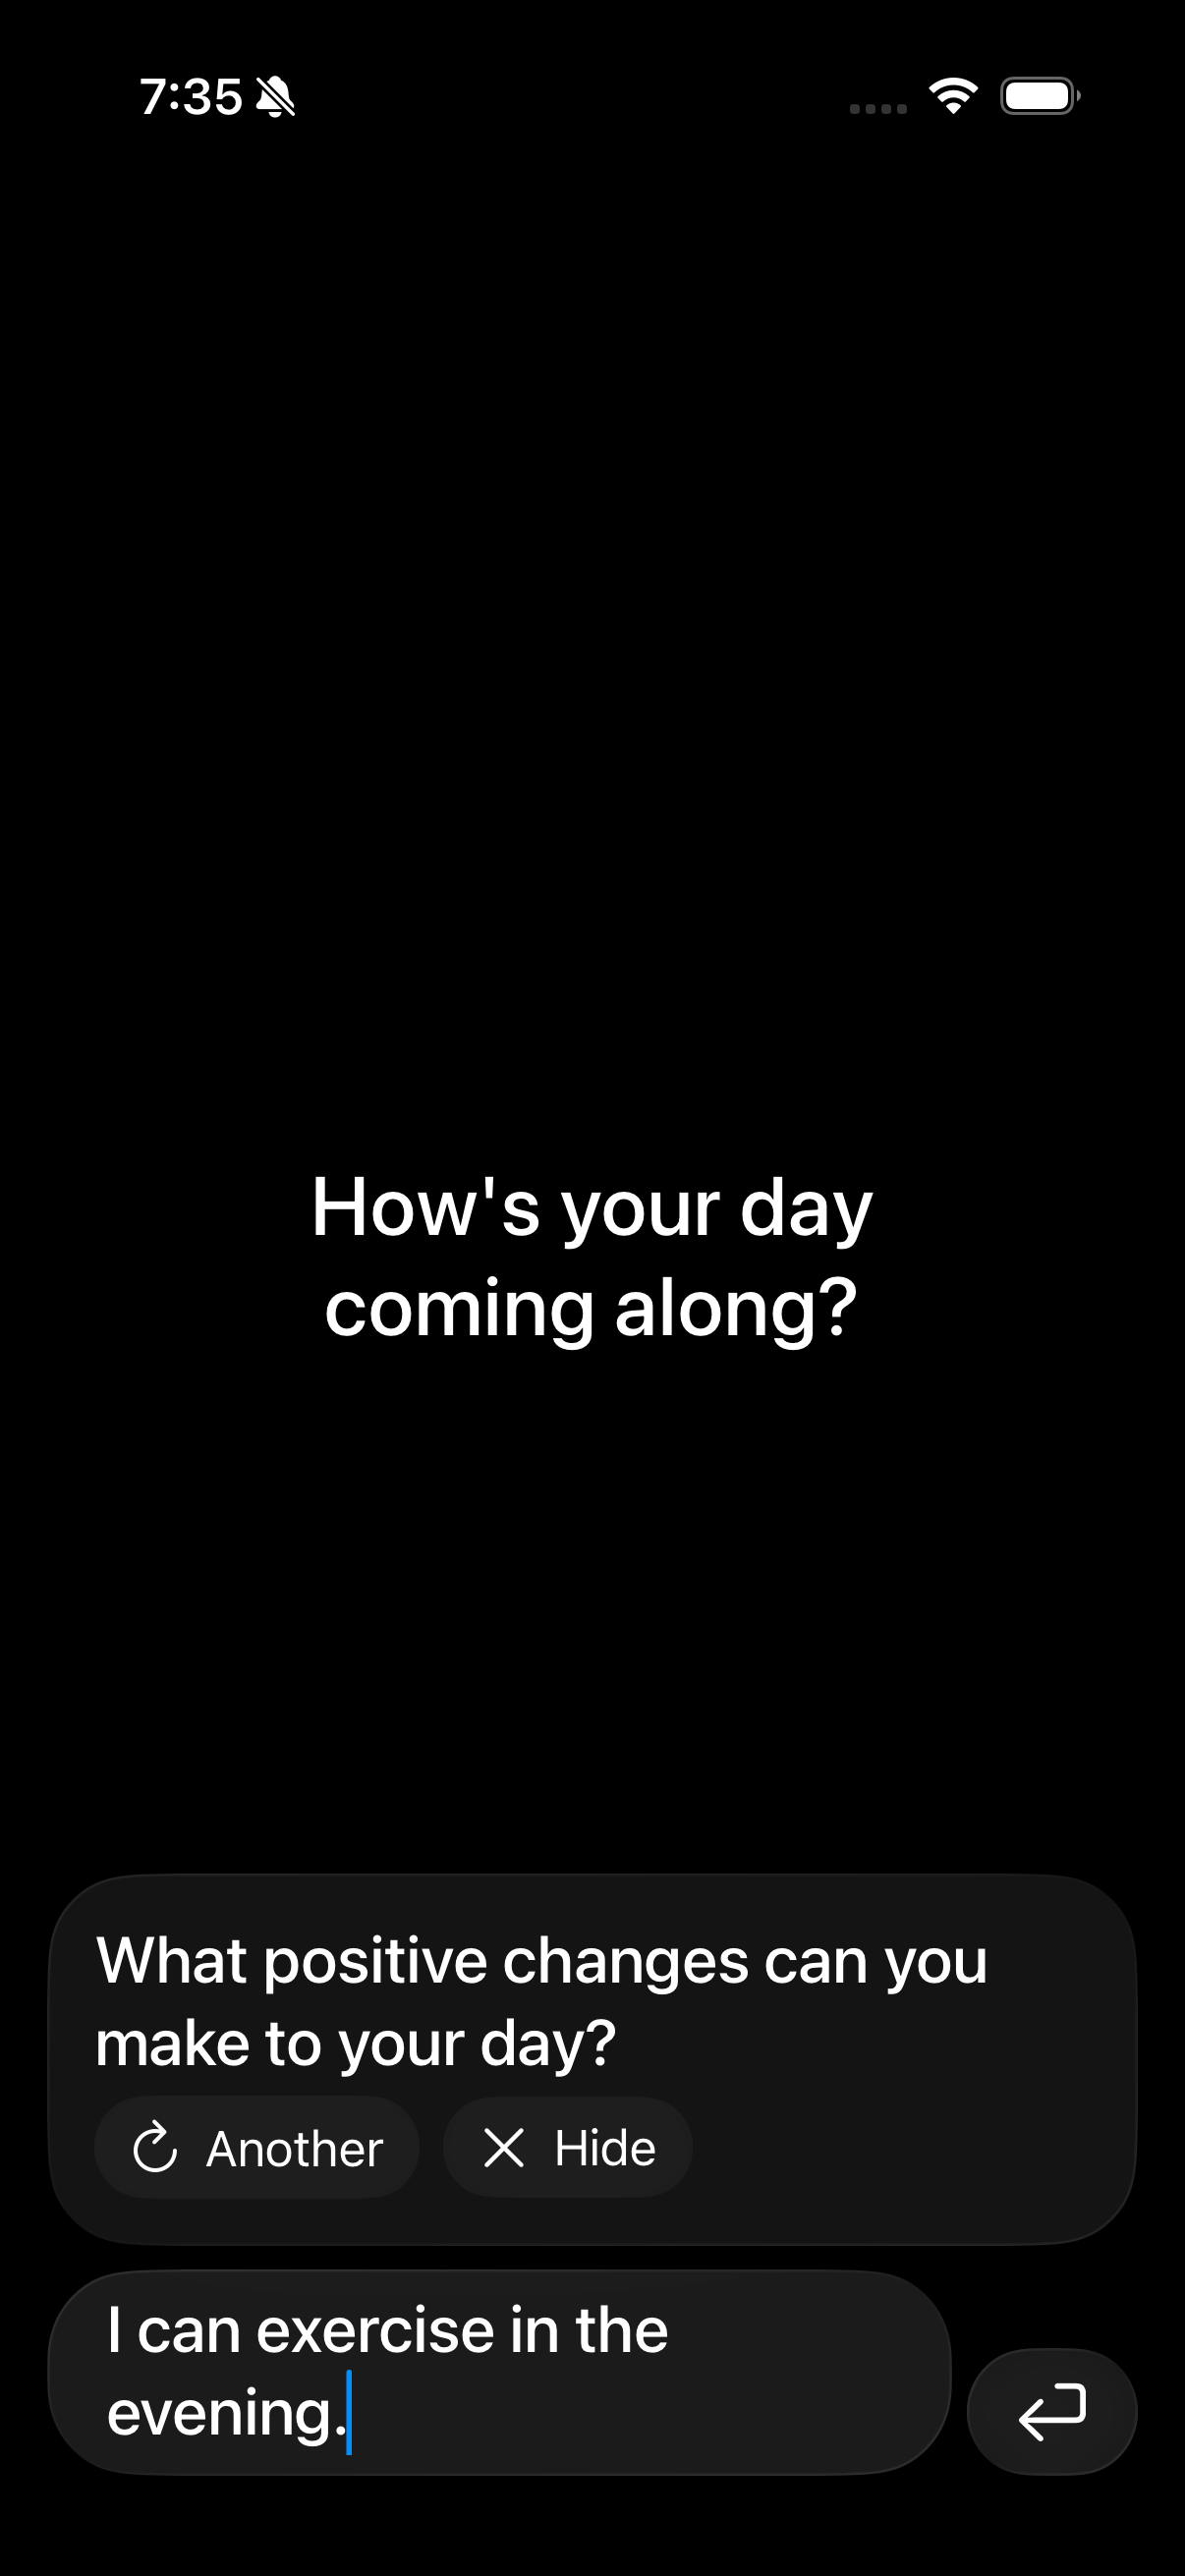 7:35
How's your day
coming along?
What positive changes can you
make to your day?
Another
Hide
I can exercise in the
evening.